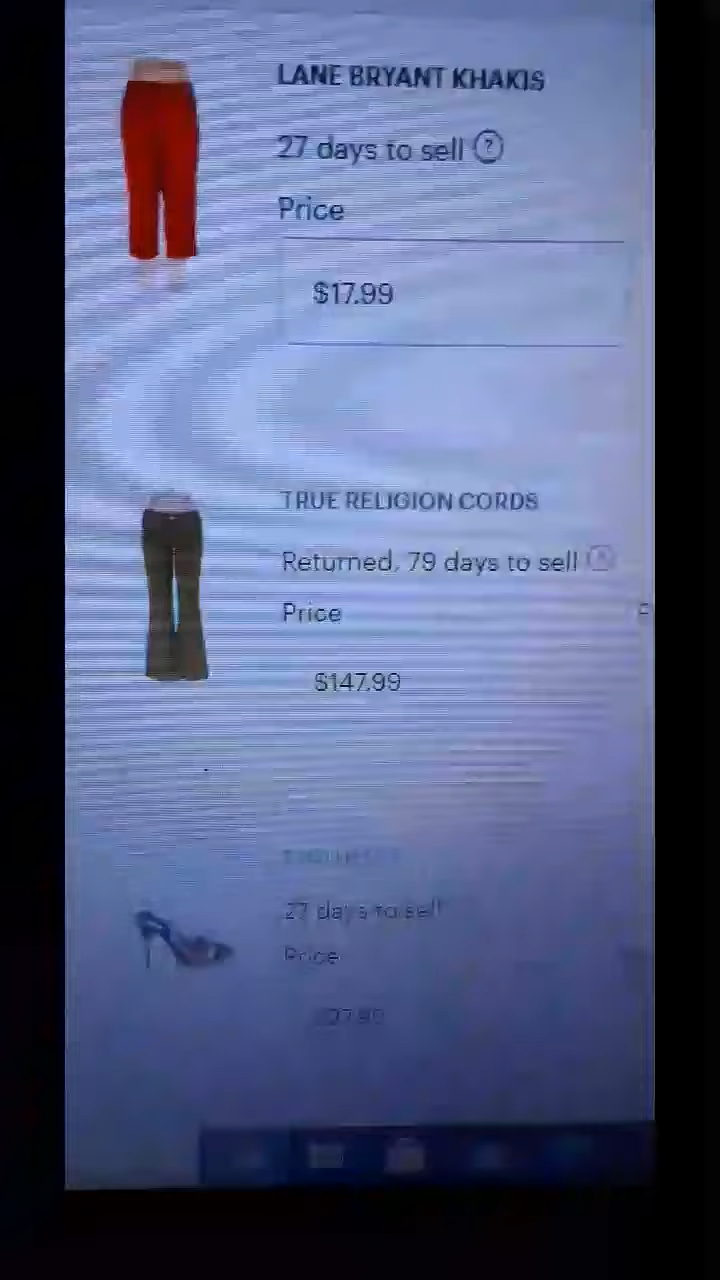 LANE BRYANT KHAKIS
27 days to sell ?
Price
$17.99
TRUE RELIGION CORDS
Returned, 79 days to sell
Price
$147.99
27 days to sell
Price